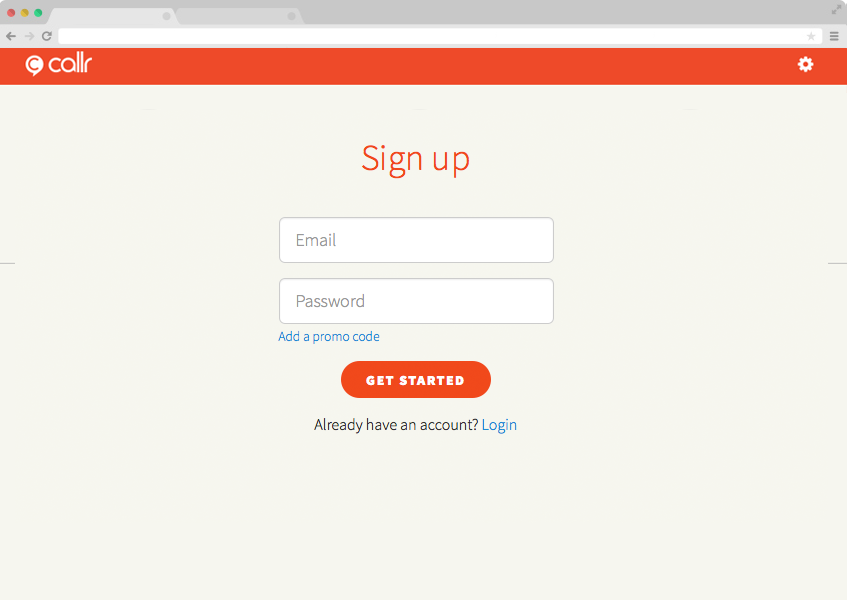 callr
Sign up
Email
Password
Add a promo code
GET STARTED
Already have an account? Login